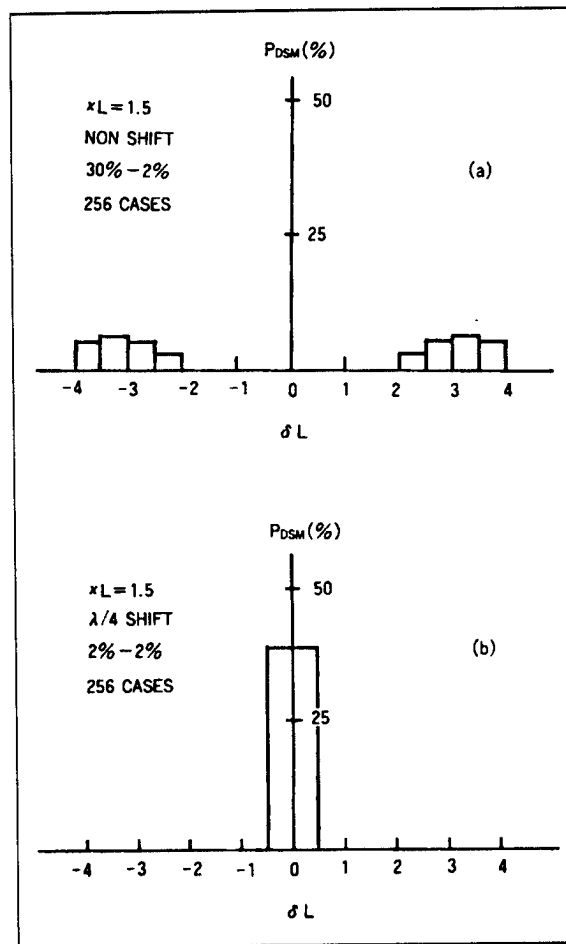 PDSM(%)
50
κL=1.5
NON SHIFT
30%-2%
(a)
256 CASES
25
-4 -3 -2 -1 0 1 2 3 4
δL
PDSM(%)
50
κL=1.5
λ/4 SHIFT
2%-2%
(b)
256 CASES
25
-4 -3 -2 -1 0 1 2 3 4
δL